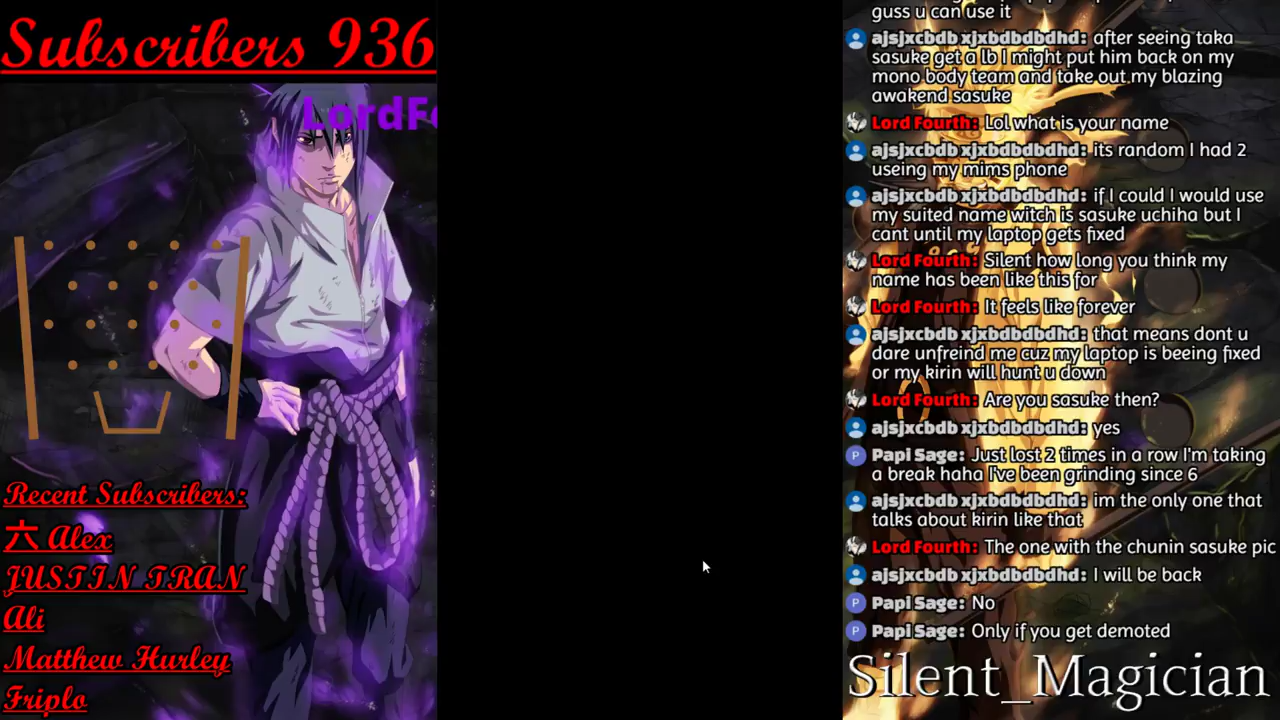 Subscribers 936
LordFo
Recent Subscribers:
六 Alex
JUSTIN TRAN
Ali
Matthew Hurley
Friplo
guss u can use it
ajsjxcbdb xjxbdbdbdhd: after seeing taka
sasuke get a lb I might put him back on my
mono body team and take out my blazing
awakend sasuke
Lord Fourth: Lol what is your name
ajsjxcbdb xjxbdbdbdhd: its random I had 2
useing my mims phone
ajsjxcbdb xjxbdbdbdhd: if I could I would use
my suited name witch is sasuke uchiha but I
cant until my laptop gets fixed
Lord Fourth: Silent how long you think my
name has been like this for
Lord Fourth: It feels like forever
ajsjxcbdb xjxbdbdbdhd: that means dont u
dare unfreind me cuz my laptop is beeing fixed
or my kirin will hunt u down
Lord Fourth: Are you sasuke then?
ajsjxcbdb xjxbdbdbdhd: yes
P Papi Sage: Just lost 2 times in a row I'm taking
a break haha I've been grinding since 6
ajsjxcbdb xjxbdbdbdhd: im the only one that
talks about kirin like that
Lord Fourth: The one with the chunin sasuke pic
ajsjxcbdb xjxbdbdbdhd: I will be back
P Papi Sage: No
P Papi Sage: Only if you get demoted
Silent_Magician